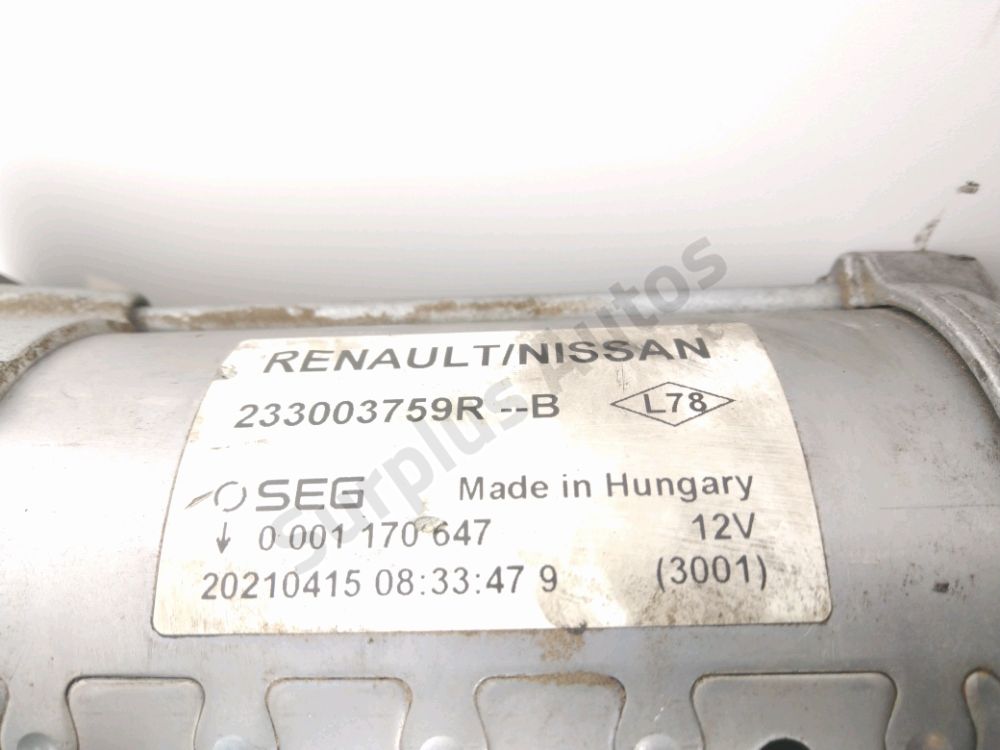 RENAULT/NISSAN
233003759R --B L78
SEG Made in Hungary
↓ 0 001 170 647 12V
20210415 08:33:47 9 (3001)
Surplus Autos